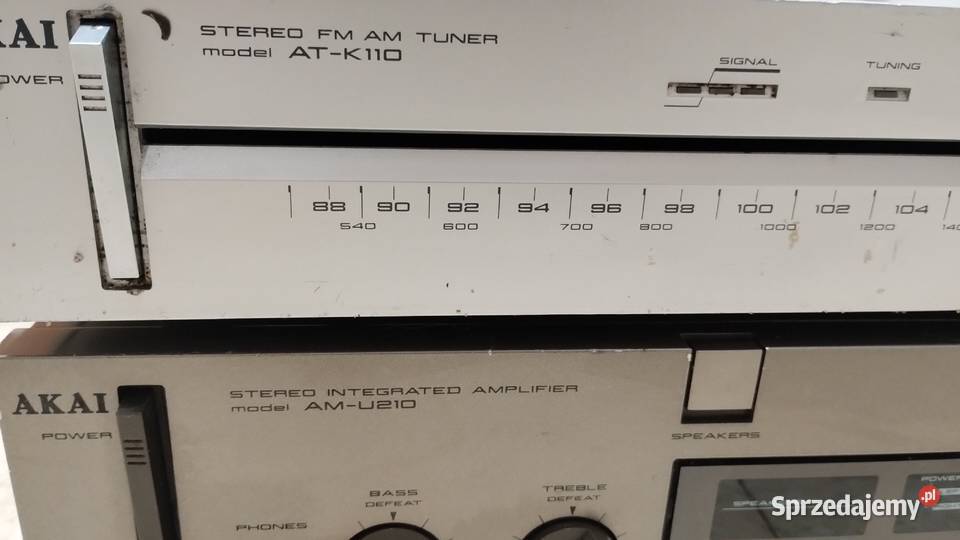 AKAI
POWER
STEREO FM AM TUNER
model AT-K110
SIGNAL
TUNING
88 90 92 94 96 98 100 102 104
540 600 700 800 1000 1200
AKAI
POWER
STEREO INTEGRATED AMPLIFIER
model AM-U210
SPEAKERS
BASS
DEFEAT
TREBLE
DEFEAT
PHONES
POWER
Sprzedajemy.pl